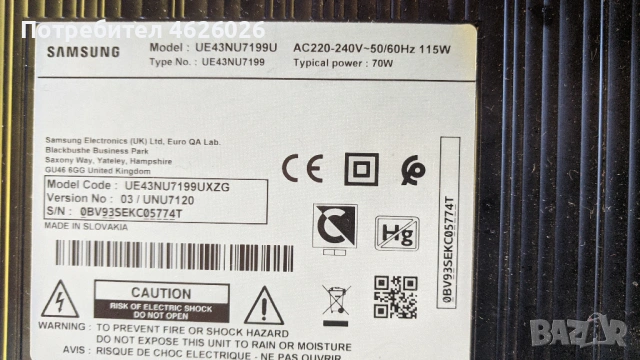 Потребител 4266026
SAMSUNG
Model : UE43NU7199U
AC220-240V~50/60Hz 115W
Type No. : UE43NU7199
Typical power : 70W
Samsung Electronics (UK) Ltd, Euro QA Lab.
Blackbushe Business Park
Saxony Way, Yateley, Hampshire
GU46 6GG United Kingdom
Model Code : UE43NU7199UXZG
Version No : 03 / UNU7120
S/N : 0BV93SEKC05774T
MADE IN SLOVAKIA
CE
Hg
0BV93SEKC05774T
CAUTION
RISK OF ELECTRIC SHOCK
DO NOT OPEN
WARNING : TO PREVENT FIRE OR SHOCK HAZARD
DO NOT EXPOSE THIS UNIT TO RAIN OR MOISTURE
AVIS : RISQUE DE CHOC ELECTRIQUE - NE PAS OUVRIR
BAZAR
bg